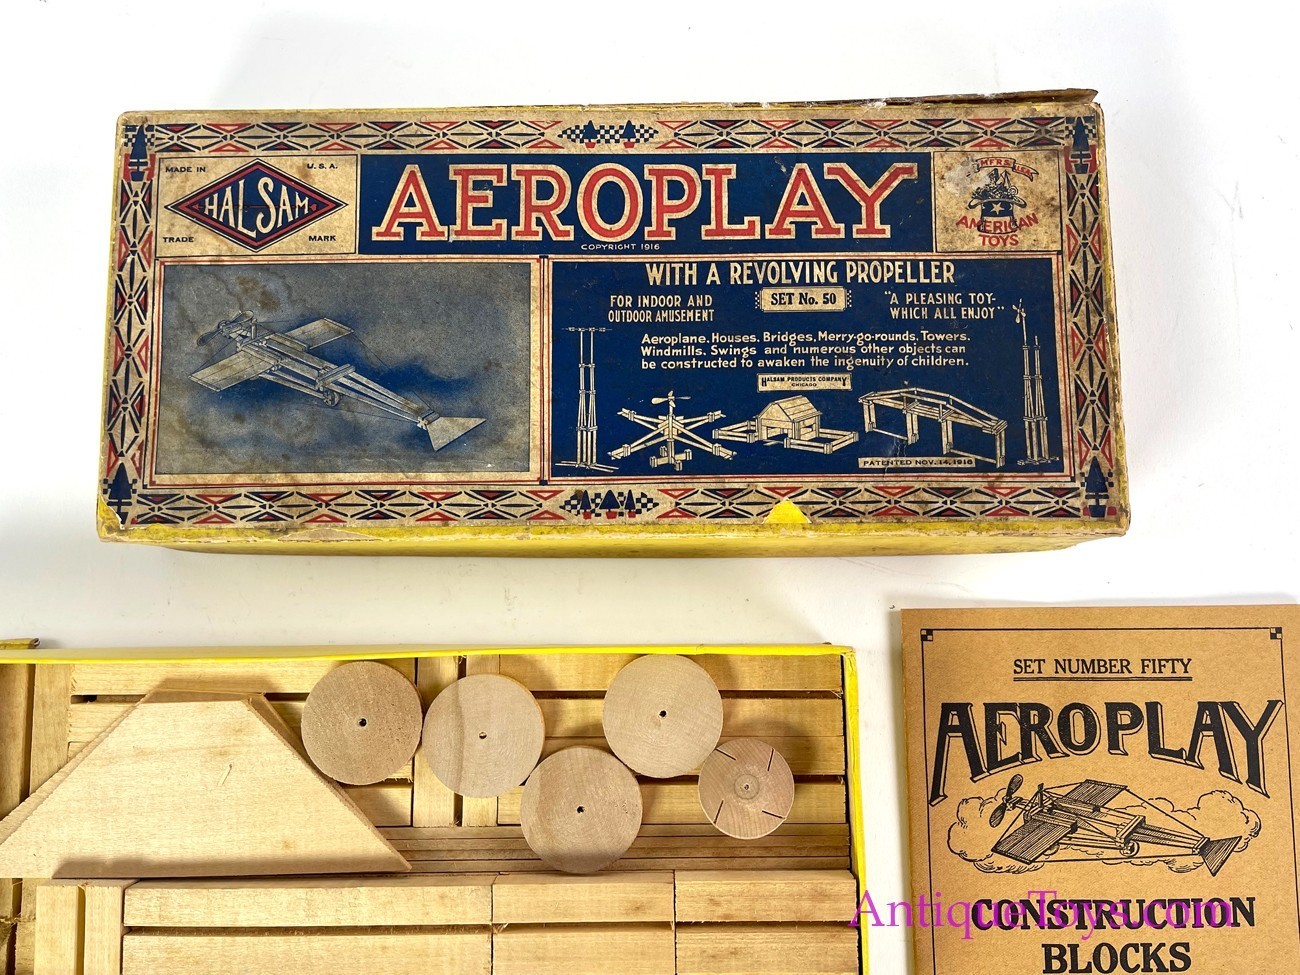 MADE IN U.S.A.
HALSAM
TRADE MARK
AEROPLAY
COPYRIGHT 1916
MFRS. U.S.A.
AMERICAN
TOYS
WITH A REVOLVING PROPELLER
FOR INDOOR AND
OUTDOOR AMUSEMENT
SET No. 50
"A PLEASING TOY-
WHICH ALL ENJOY"
Aeroplane, Houses, Bridges, Merry-go-rounds, Towers,
Windmills, Swings and numerous other objects can
be constructed to awaken the ingenuity of children.
HALSAM PRODUCTS COMPANY
CHICAGO
PATENTED NOV. 14, 1916
SET NUMBER FIFTY
AEROPLAY
CONSTRUCTION
BLOCKS
AntiqueToys.com